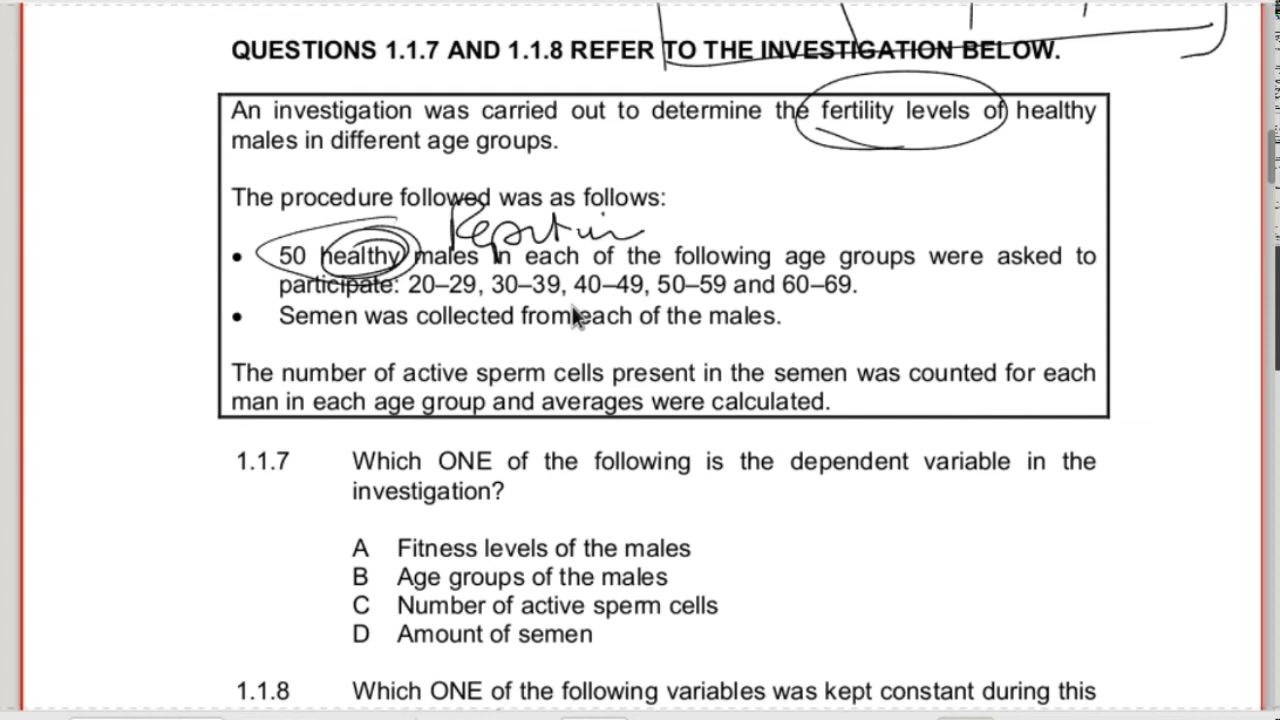 QUESTIONS 1.1.7 AND 1.1.8 REFER TO THE INVESTIGATION BELOW.
An investigation was carried out to determine the fertility levels of healthy
males in different age groups.
The procedure followed was as follows:
• 50 healthy males in each of the following age groups were asked to
participate: 20–29, 30–39, 40–49, 50–59 and 60–69.
• Semen was collected from each of the males.
The number of active sperm cells present in the semen was counted for each
man in each age group and averages were calculated.
1.1.7 Which ONE of the following is the dependent variable in the
investigation?
A Fitness levels of the males
B Age groups of the males
C Number of active sperm cells
D Amount of semen
1.1.8 Which ONE of the following variables was kept constant during this